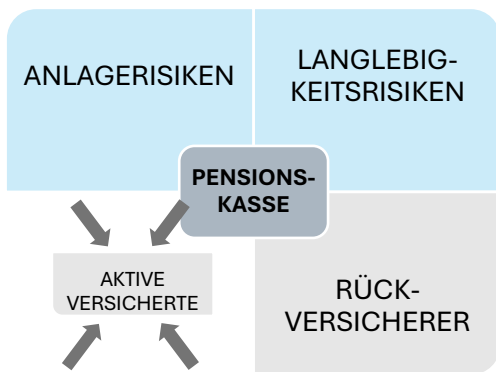 ANLAGERISIKEN
LANGLEBIG-
KEITSRISIKEN
PENSIONS-
KASSE
AKTIVE
VERSICHERTE
RÜCK-
VERSICHERER